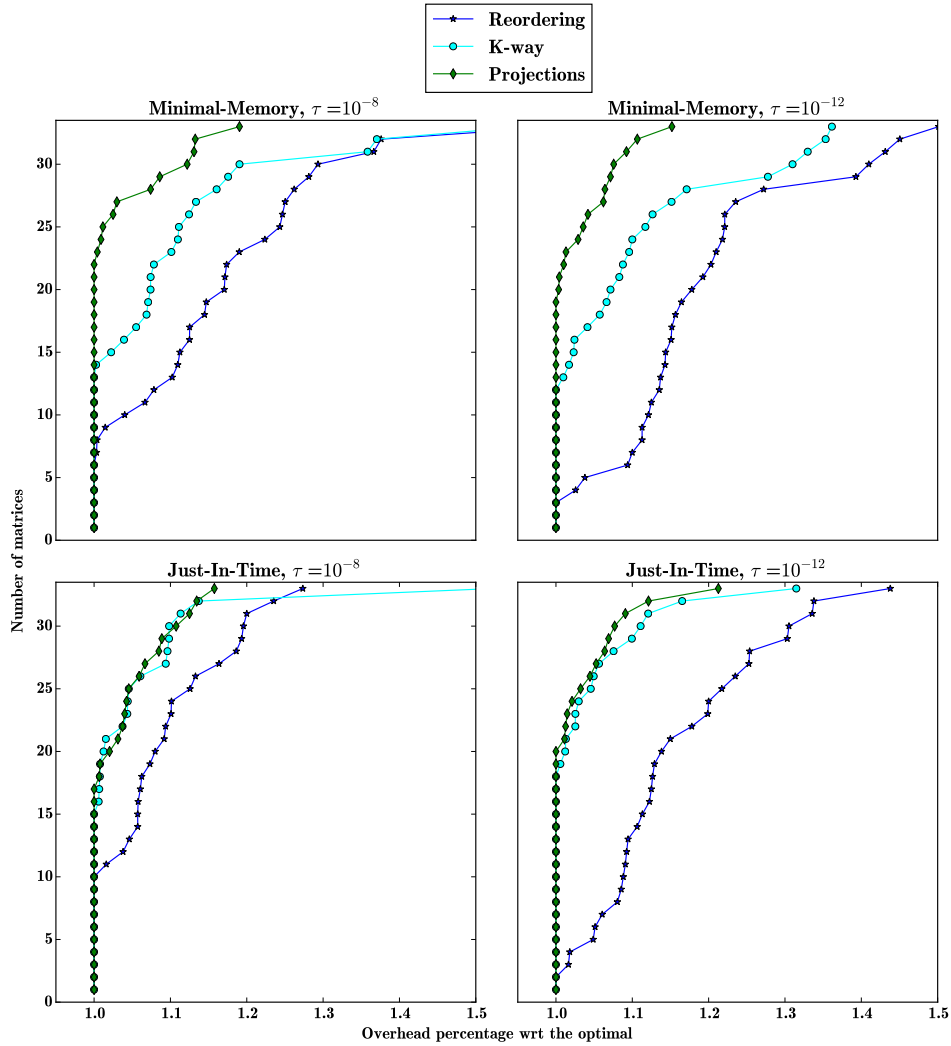 Reordering
K-way
Projections
Minimal-Memory, τ = 10⁻⁸
Minimal-Memory, τ = 10⁻¹²
30
25
20
15
10
5
0
Just-In-Time, τ = 10⁻⁸
Just-In-Time, τ = 10⁻¹²
Number of matrices
30
25
20
15
10
5
0
1.0 1.1 1.2 1.3 1.4 1.5
1.0 1.1 1.2 1.3 1.4 1.5
Overhead percentage wrt the optimal